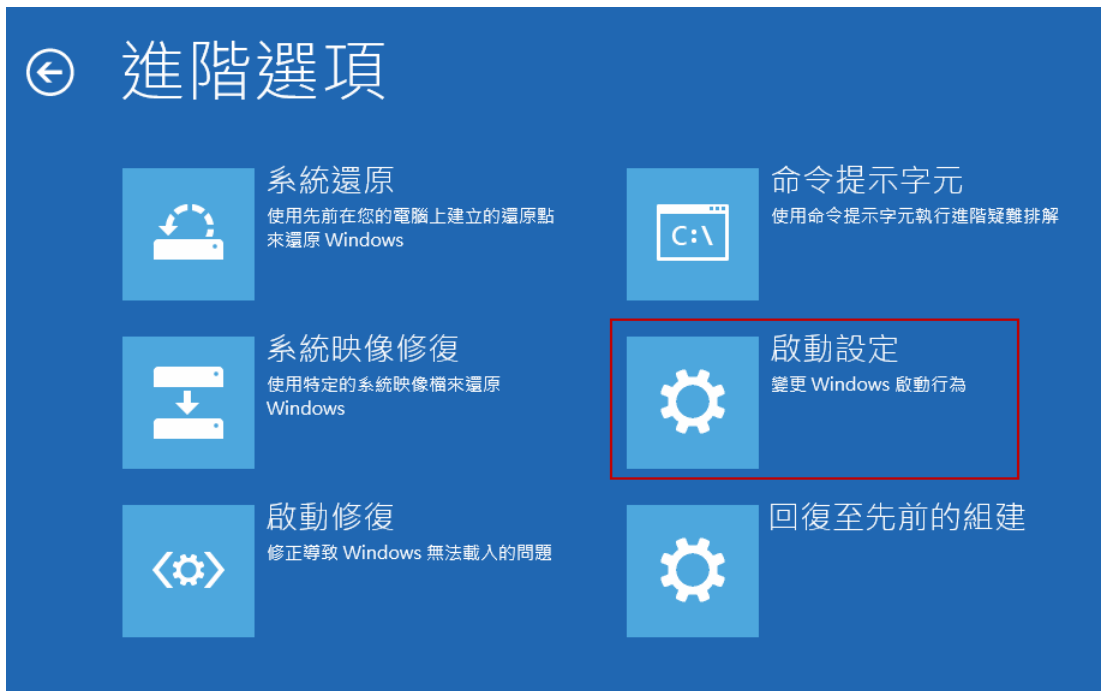 進階選項
系統還原
使用先前在您的電腦上建立的還原點
來還原 Windows
命令提示字元
C:\
使用命令提示字元執行進階疑難排解
系統映像修復
使用特定的系統映像檔來還原
Windows
啟動設定
變更 Windows 啟動行為
啟動修復
修正導致 Windows 無法載入的問題
回復至先前的組建